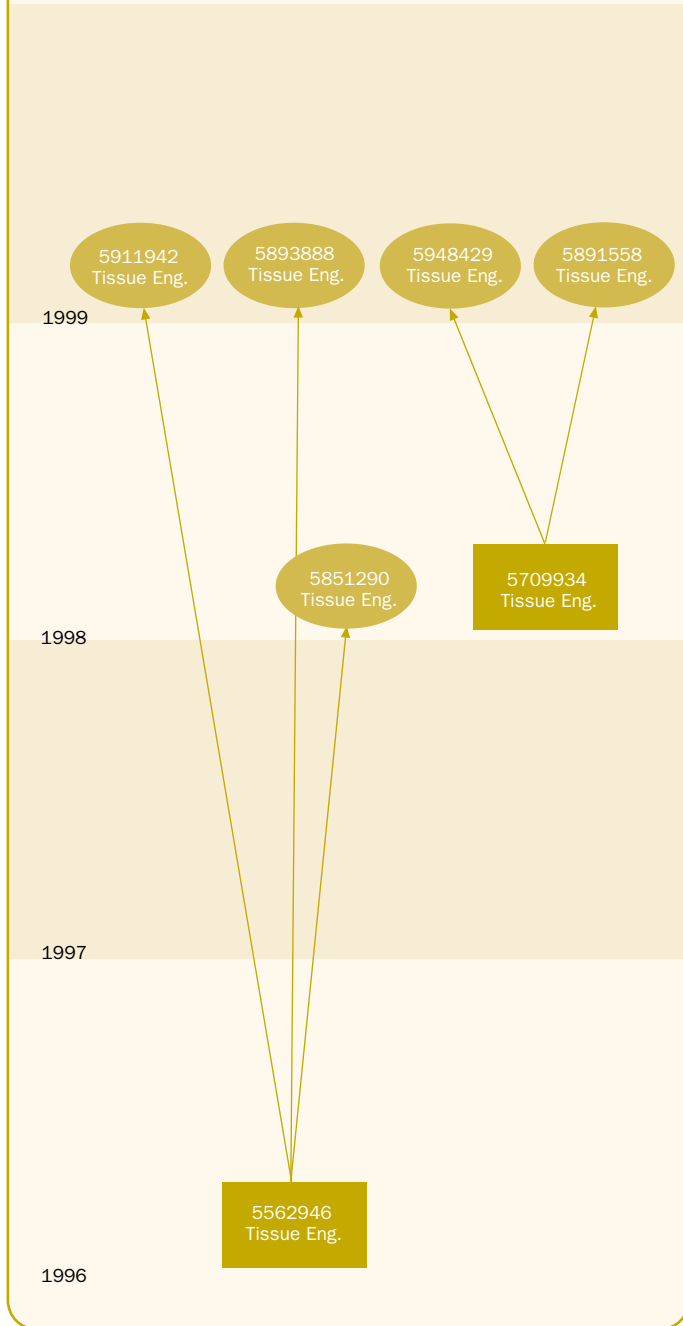 5911942
Tissue Eng.
5893888
Tissue Eng.
5948429
Tissue Eng.
5891558
Tissue Eng.
1999
5851290
Tissue Eng.
5709934
Tissue Eng.
1998
1997
5562946
Tissue Eng.
1996